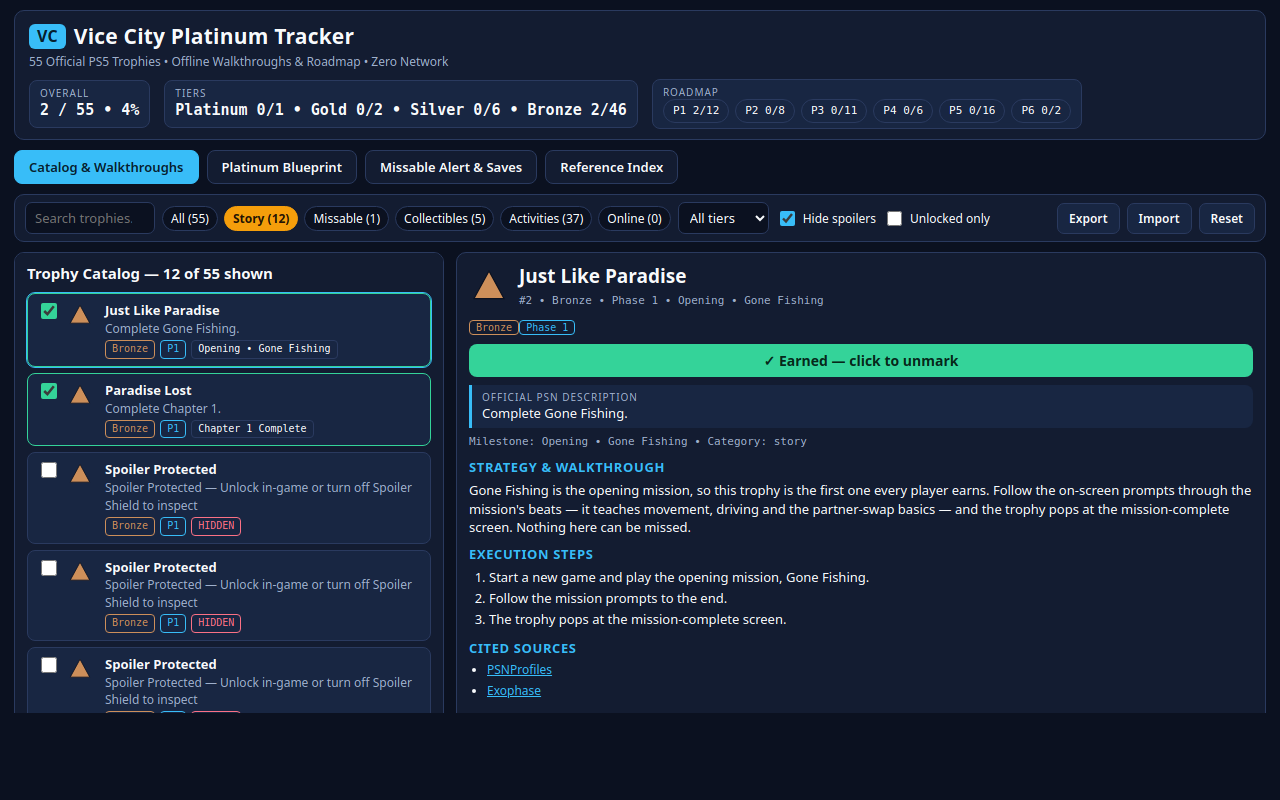 VC Vice City Platinum Tracker
55 Official PS5 Trophies • Offline Walkthroughs & Roadmap • Zero Network
OVERALL
2 / 55 • 4%
TIERS
Platinum 0/1 • Gold 0/2 • Silver 0/6 • Bronze 2/46
ROADMAP
P1 2/12 P2 0/8 P3 0/11 P4 0/6 P5 0/16 P6 0/2
Catalog & Walkthroughs Platinum Blueprint Missable Alert & Saves Reference Index
Search trophies. All (55) Story (12) Missable (1) Collectibles (5) Activities (37) Online (0) All tiers Hide spoilers Unlocked only Export Import Reset
Trophy Catalog — 12 of 55 shown
Just Like Paradise
Complete Gone Fishing.
Bronze P1 Opening • Gone Fishing
Paradise Lost
Complete Chapter 1.
Bronze P1 Chapter 1 Complete
Spoiler Protected
Spoiler Protected — Unlock in-game or turn off Spoiler
Shield to inspect
Bronze P1 HIDDEN
Spoiler Protected
Spoiler Protected — Unlock in-game or turn off Spoiler
Shield to inspect
Bronze P1 HIDDEN
Spoiler Protected
Spoiler Protected — Unlock in-game or turn off Spoiler
Shield to inspect
Just Like Paradise
#2 • Bronze • Phase 1 • Opening • Gone Fishing
Bronze Phase 1
✓ Earned — click to unmark
OFFICIAL PSN DESCRIPTION
Complete Gone Fishing.
Milestone: Opening • Gone Fishing • Category: story
STRATEGY & WALKTHROUGH
Gone Fishing is the opening mission, so this trophy is the first one every player earns. Follow the on-screen prompts through the
mission's beats — it teaches movement, driving and the partner-swap basics — and the trophy pops at the mission-complete
screen. Nothing here can be missed.
EXECUTION STEPS
1. Start a new game and play the opening mission, Gone Fishing.
2. Follow the mission prompts to the end.
3. The trophy pops at the mission-complete screen.
CITED SOURCES
• PSNProfiles
• Exophase